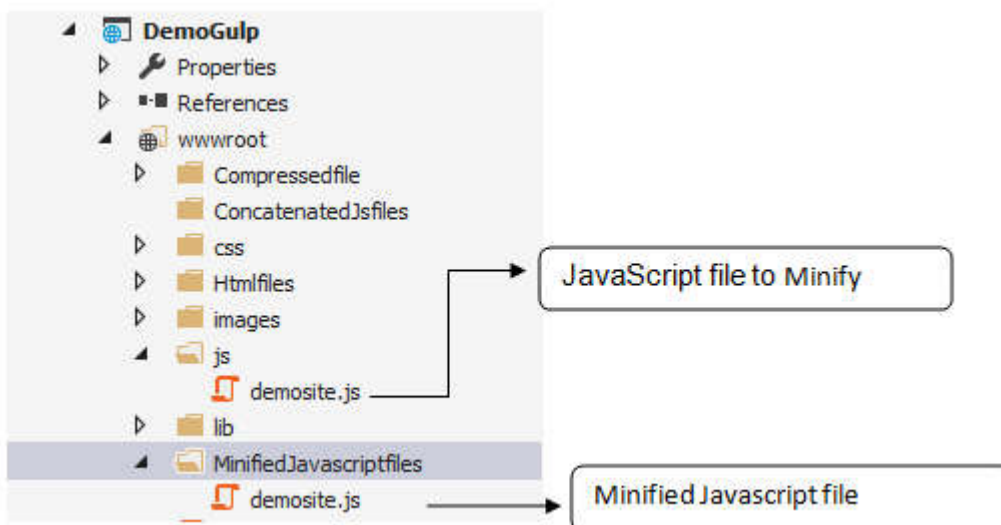 DemoGulp
Properties
References
wwwroot
Compressedfile
ConcatenatedJsfiles
css
Htmlfiles
images
js
demosite.js
lib
MinifiedJavascriptfiles
demosite.js
JavaScript file to Minify
Minified Javascript file